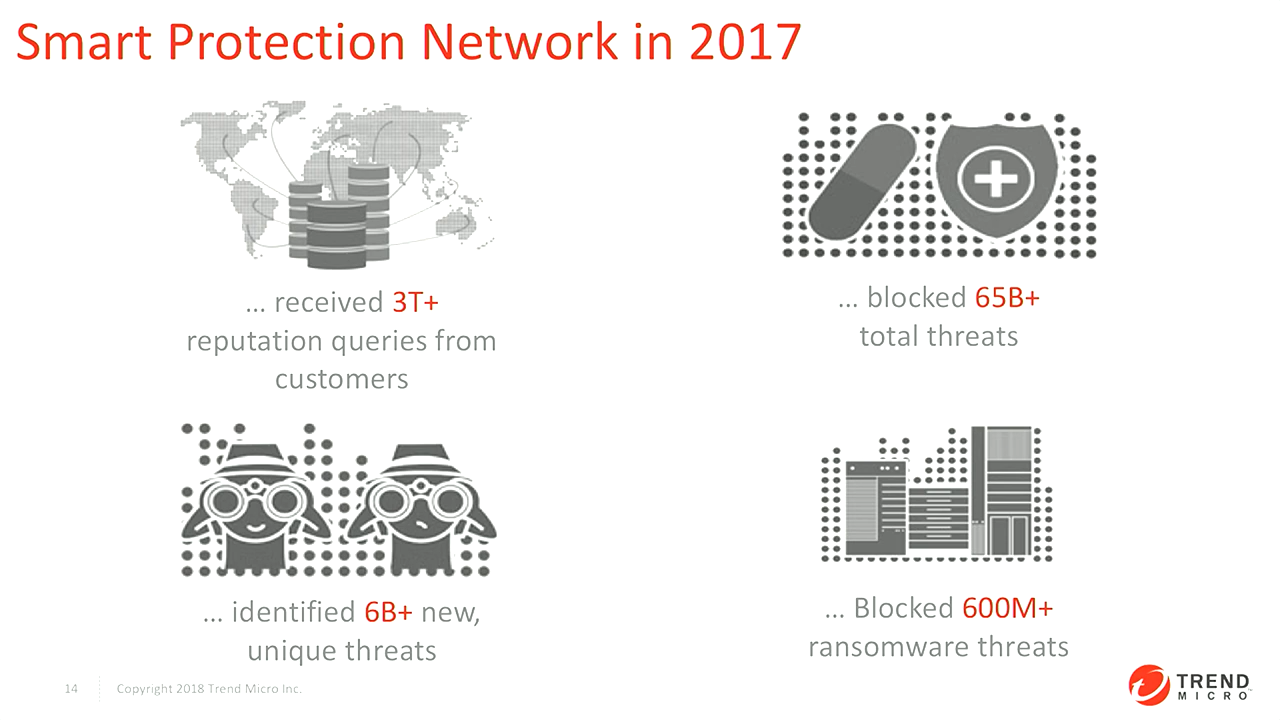 Smart Protection Network in 2017
... received 3T+
reputation queries from
customers
... blocked 65B+
total threats
... identified 6B+ new,
unique threats
... Blocked 600M+
ransomware threats
14
Copyright 2018 Trend Micro Inc.
TREND
MICRO™